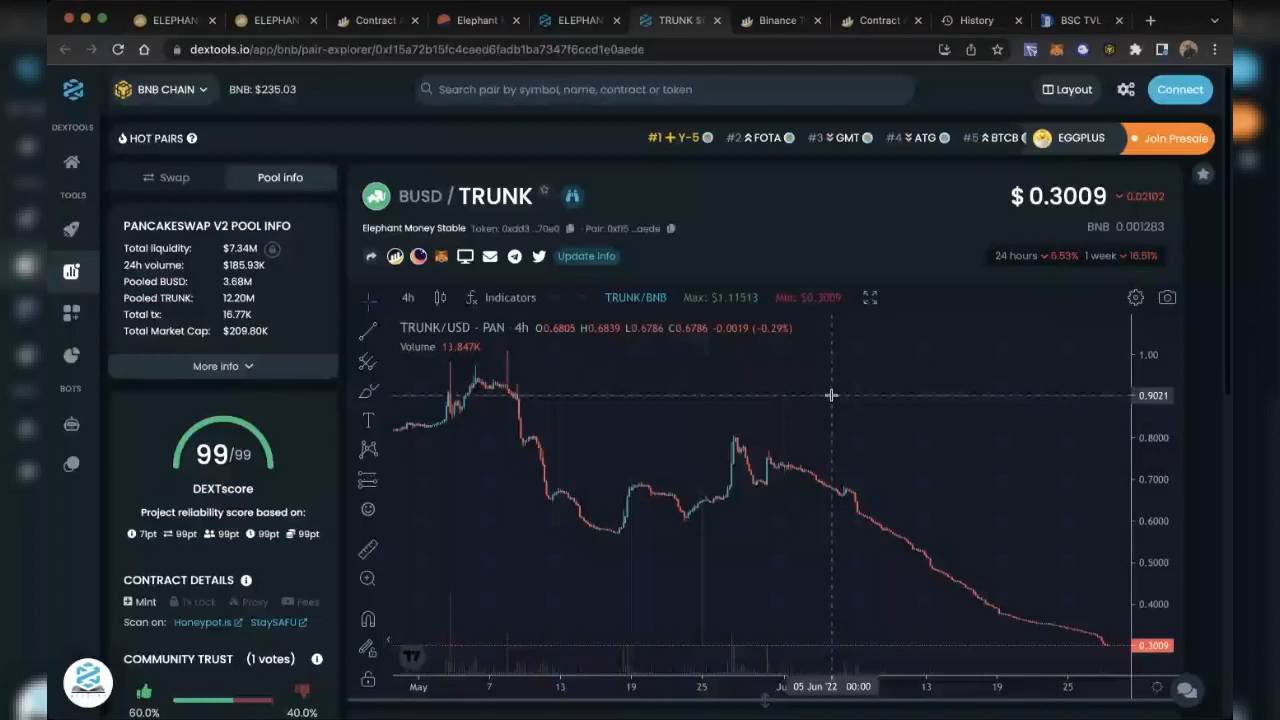 ELEPHAN
ELEPHAN
Contract A
Elephant M
ELEPHAN
TRUNK $0
Binance T
Contract A
History
BSC TVL
dextools.io/app/bnb/pair-explorer/0xf15a72b15fc4caed6fadb1ba7347f6ccd1e0aede
BNB CHAIN
BNB: $235.03
Search pair by symbol, name, contract or token
Layout
Connect
DEXTOOLS
HOT PAIRS
#1 Y-5
#2 FOTA
#3 GMT
#4 ATG
#5 BTCB
EGGPLUS
Join Presale
TOOLS
BOTS
Swap
Pool info
PANCAKESWAP V2 POOL INFO
Total liquidity: $7.34M
24h volume: $185.93K
Pooled BUSD: 3.68M
Pooled TRUNK: 12.20M
Total tx: 16.77K
Total Market Cap: $209.80K
More info
99/99
DEXTscore
Project reliability score based on:
71pt 99pt 99pt 99pt 99pt
CONTRACT DETAILS
Mint Tx Lock Proxy Fees
Scan on: Honeypot.is StaySAFU
COMMUNITY TRUST (1 votes)
60.0% 40.0%
BUSD / TRUNK
$ 0.3009 0.02102
Elephant Money Stable Token: 0xdd3...70e0 - Pair: 0xf15...aede
BNB 0.001283
Update Info
24 hours 6.53% 1 week 16.51%
4h Indicators TRUNK/BNB Max: $1.11513 Min: $0.3009
TRUNK/USD - PAN 4h O0.6805 H0.6839 L0.6786 C0.6786 -0.0019 (-0.29%)
Volume 13.847K
1.00
0.9021
0.8000
0.7000
0.6000
0.5000
0.4000
0.3009
May 7 13 19 25 Ju 05 Jun '22 00:00 13 25